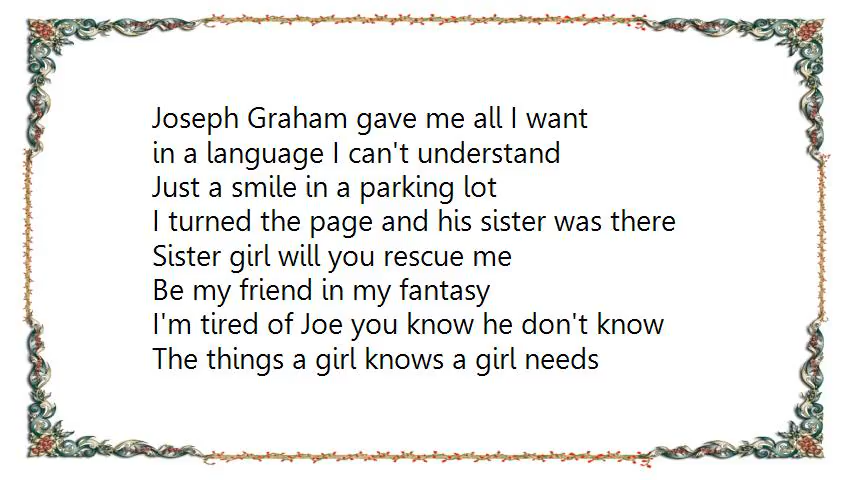 Joseph Graham gave me all I want
in a language I can't understand
Just a smile in a parking lot
I turned the page and his sister was there
Sister girl will you rescue me
Be my friend in my fantasy
I'm tired of Joe you know he don't know
The things a girl knows a girl needs